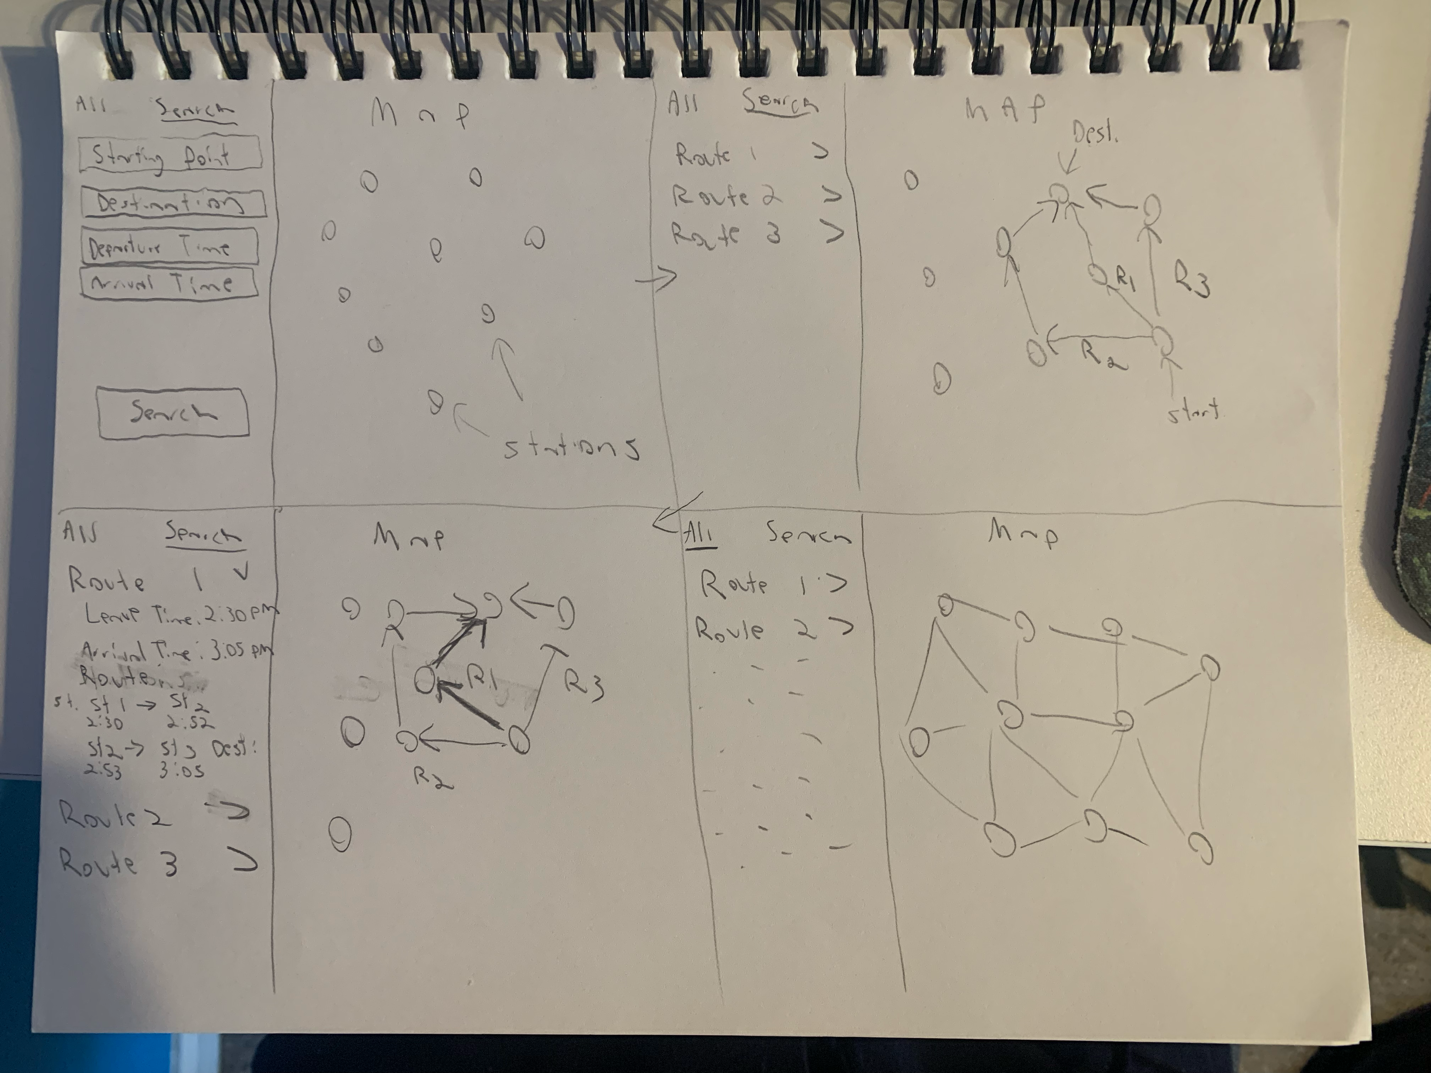 All Search
Starting Point
Destination
Departure Time
Arrival Time
Search
Map
Stations
All Search
Route 1 >
Route 2 >
Route 3 >
MAP
Dest.
R1
R3
R2
start
All Search
Route 1 v
Leave Time: 2:30 pm
Arrival Time: 3:05 pm
Route
St. St 1 → St 2
2:30 2:52
St 2 → St 3 Dest:
2:53 3:05
Route 2 >
Route 3 >
Map
R1
R3
R2
All Search
Route 1 >
Route 2 >
Map